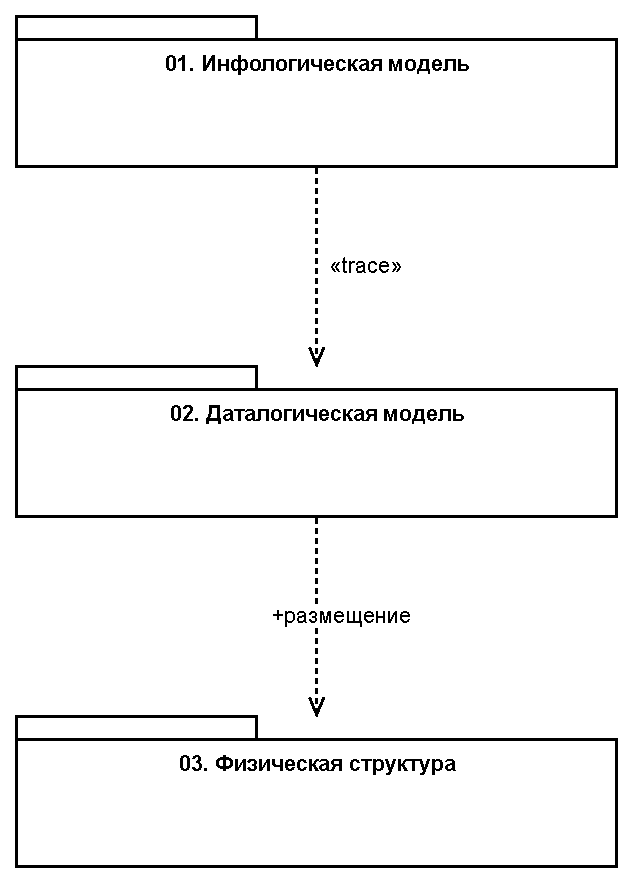 01. Инфологическая модель
«trace»
02. Даталогическая модель
+размещение
03. Физическая структура